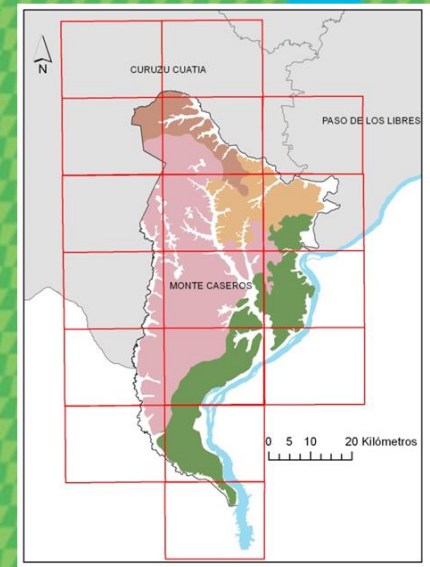 CURUZU CUATIA
N
PASO DE LOS LIBRES
MONTE CASEROS
0 5 10 20 Kilómetros